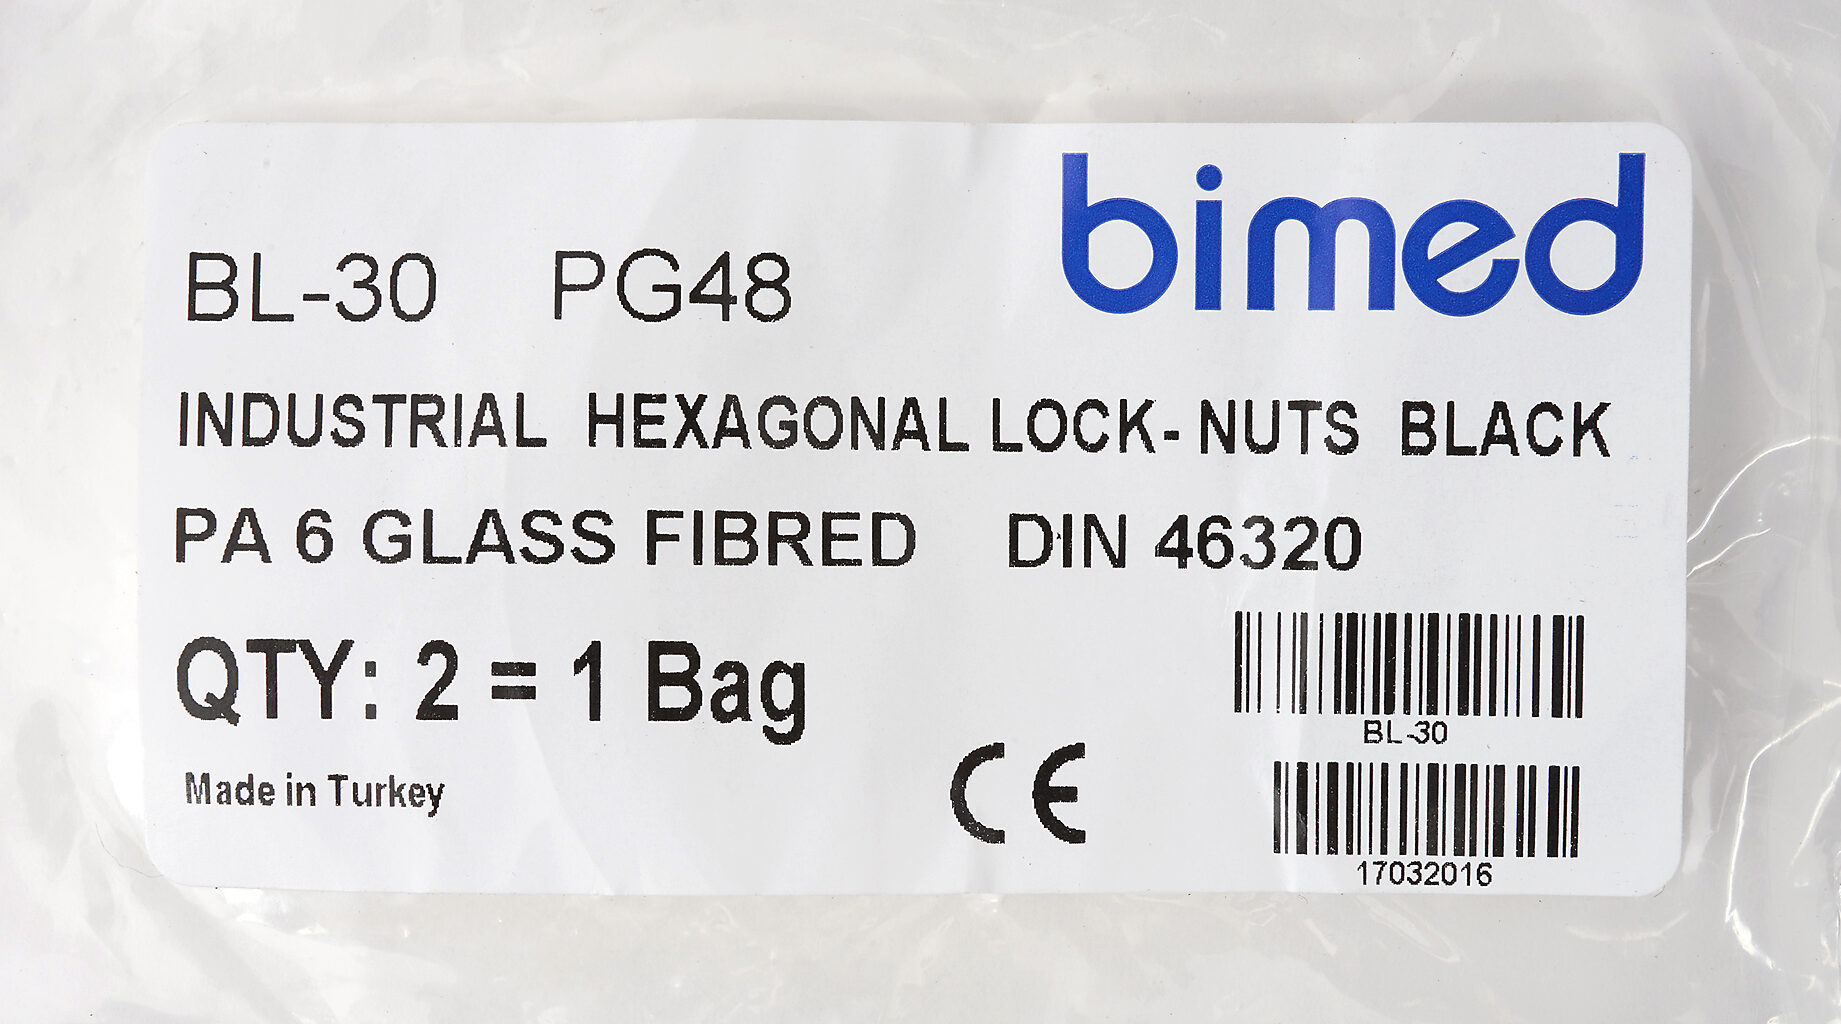 bimed
BL-30 PG48
INDUSTRIAL HEXAGONAL LOCK- NUTS BLACK
PA 6 GLASS FIBRED DIN 46320
QTY: 2 = 1 Bag
BL-30
Made in Turkey
CE
17032016